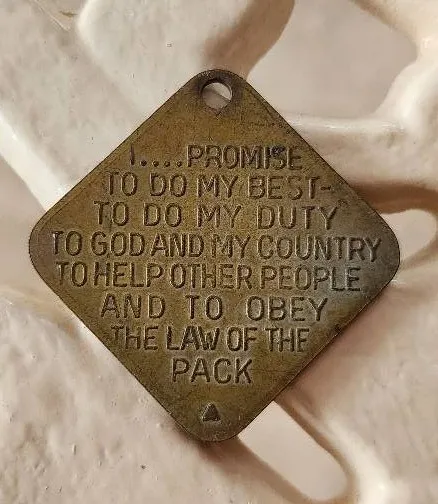 I....PROMISE
TO DO MY BEST-
TO DO MY DUTY
TO GOD AND MY COUNTRY
TO HELP OTHER PEOPLE
AND TO OBEY
THE LAW OF THE
PACK